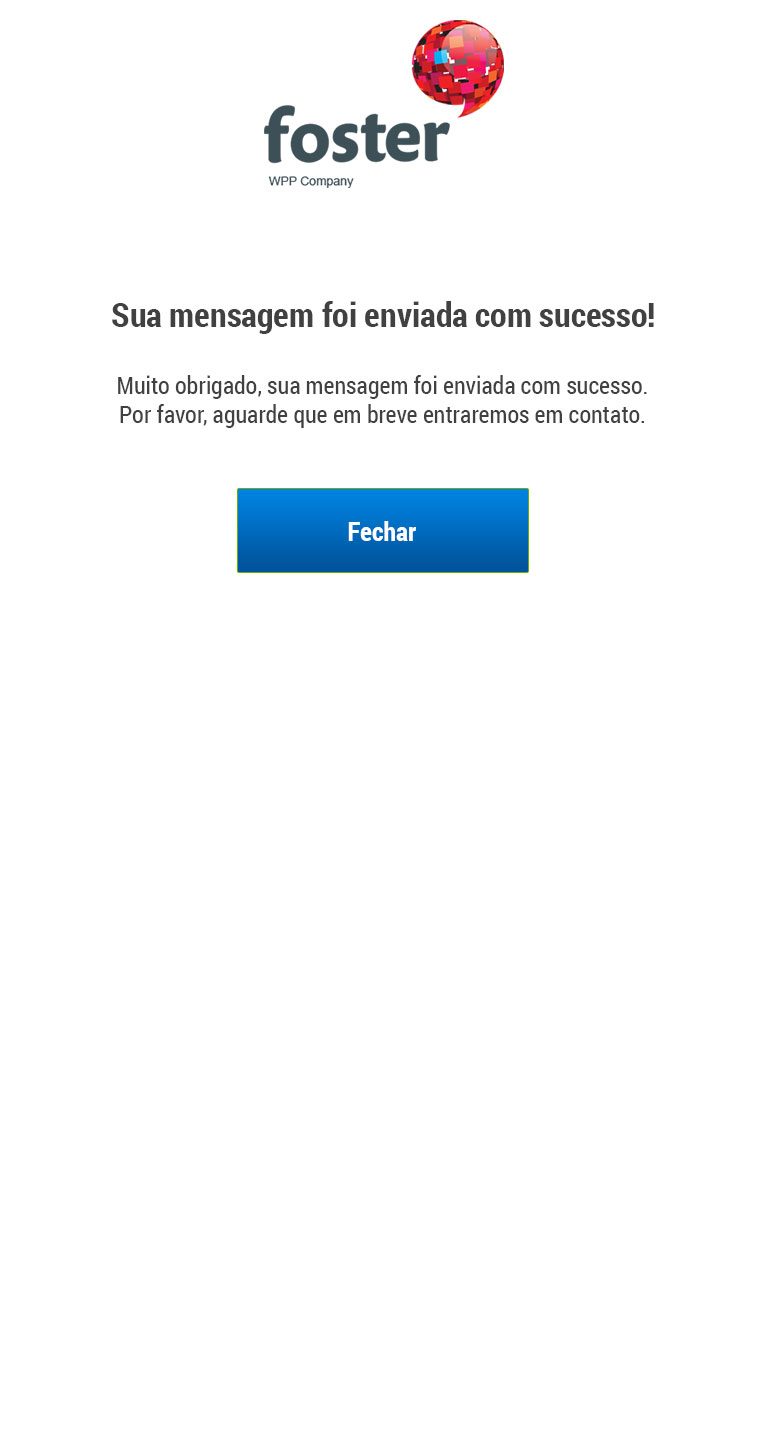 foster
WPP Company
Sua mensagem foi enviada com sucesso!
Muito obrigado, sua mensagem foi enviada com sucesso.
Por favor, aguarde que em breve entraremos em contato.
Fechar